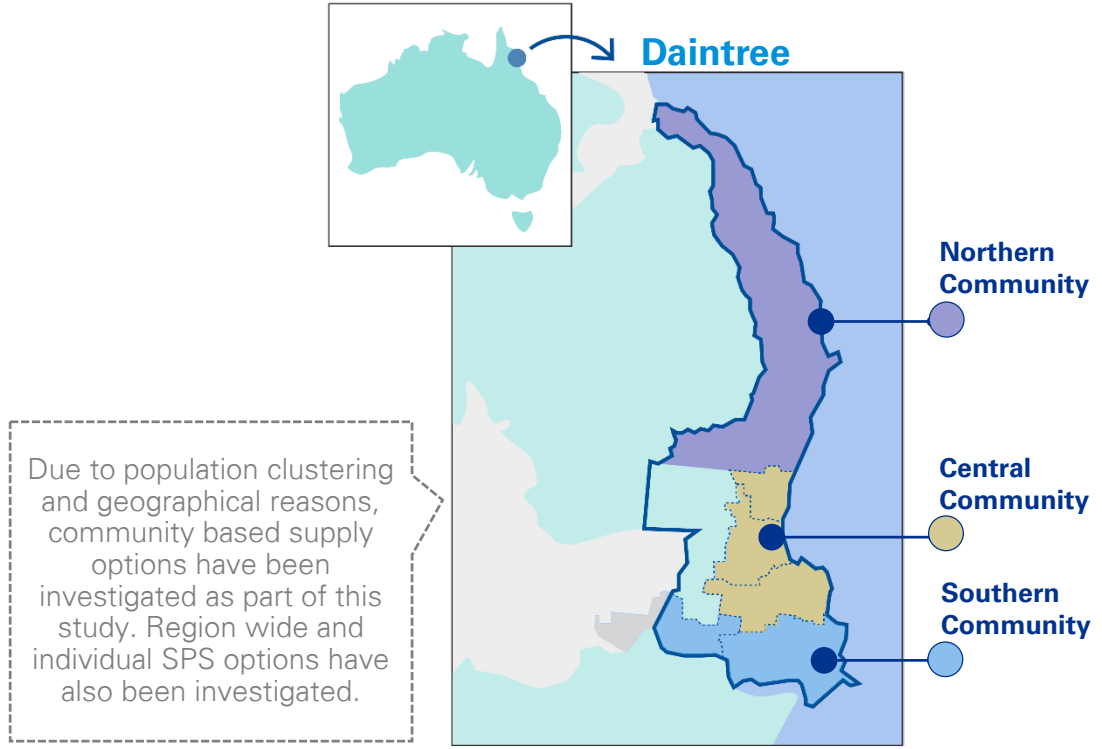 Daintree
Northern
Community
Due to population clustering
and geographical reasons,
community based supply
options have been
investigated as part of this
study. Region wide and
individual SPS options have
also been investigated.
Central
Community
Southern
Community